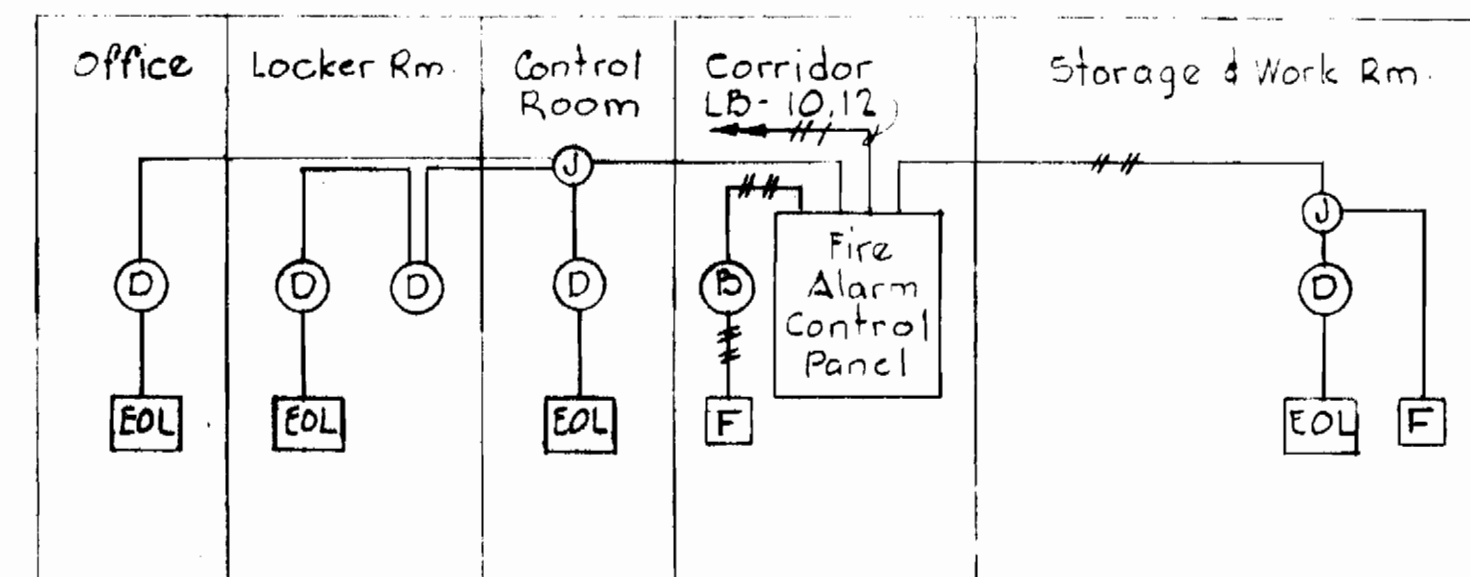 Office
Locker Rm.
Control
Room
Corridor
LB-10,12
Storage & Work Rm.
J
J
D
D
D
D
B
Fire
Alarm
Control
Panel
D
EOL
EOL
EOL
F
EOL
F